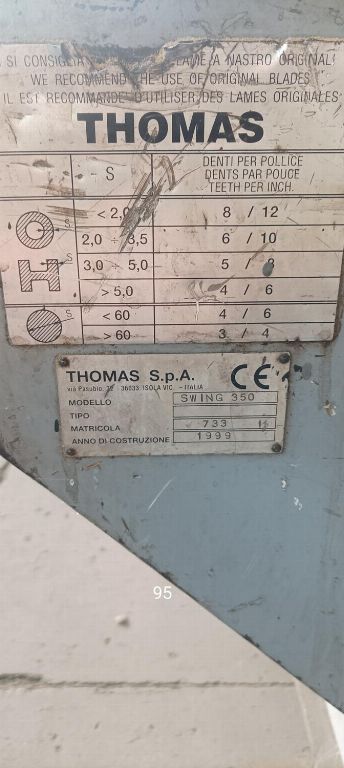 SI CONSIGLIA LAME A NASTRO ORIGINALI
WE RECOMMEND THE USE OF ORIGINAL BLADES
IL EST RECOMMANDE D'UTILISER DES LAMES ORIGINALES
THOMAS
S DENTI PER POLLICE
DENTS PAR POUCE
TEETH PER INCH.
S < 2,0 8 / 12
2,0 ÷ 3,5 6 / 10
S 3,0 ÷ 5,0 5 / 8
> 5,0 4 / 6
S < 60 4 / 6
> 60 3 / 4
THOMAS S.p.A. CE
via Pasubio, 32 - 36033 ISOLA VIC. - ITALIA
MODELLO SWING 350
TIPO
MATRICOLA 733
ANNO DI COSTRUZIONE 1999
95